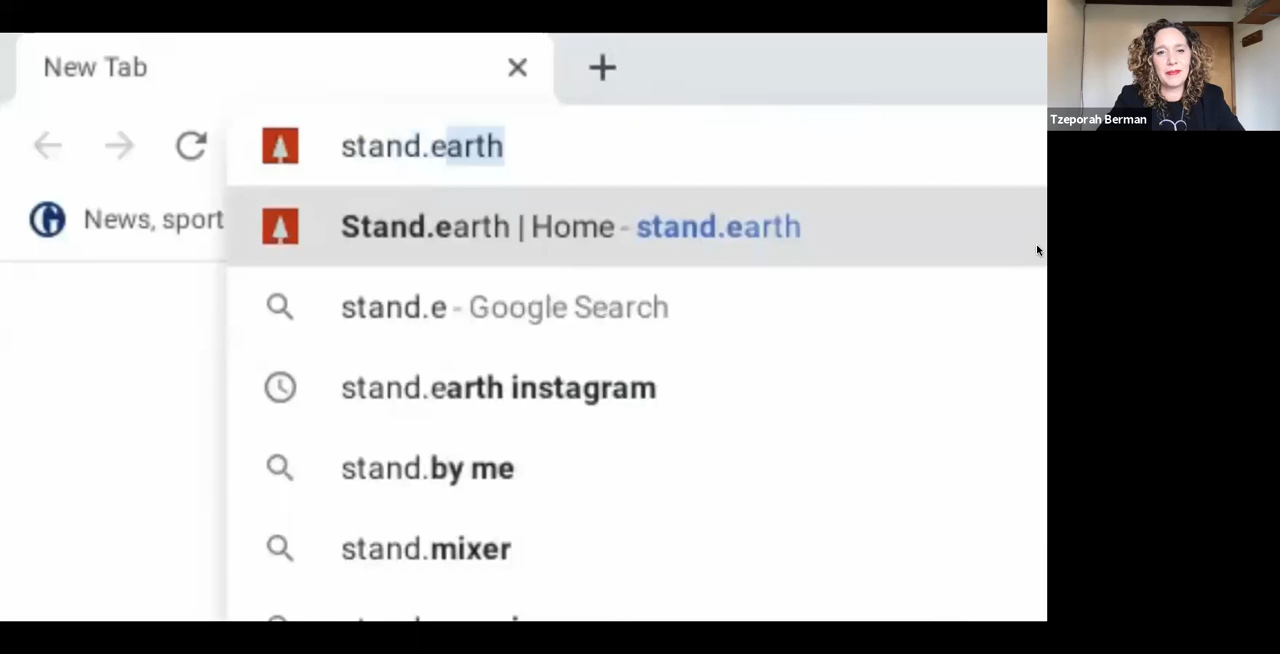 New Tab
stand.earth
News, sport
Stand.earth | Home - stand.earth
stand.e - Google Search
stand.earth instagram
stand.by me
stand.mixer
Tzeporah Berman